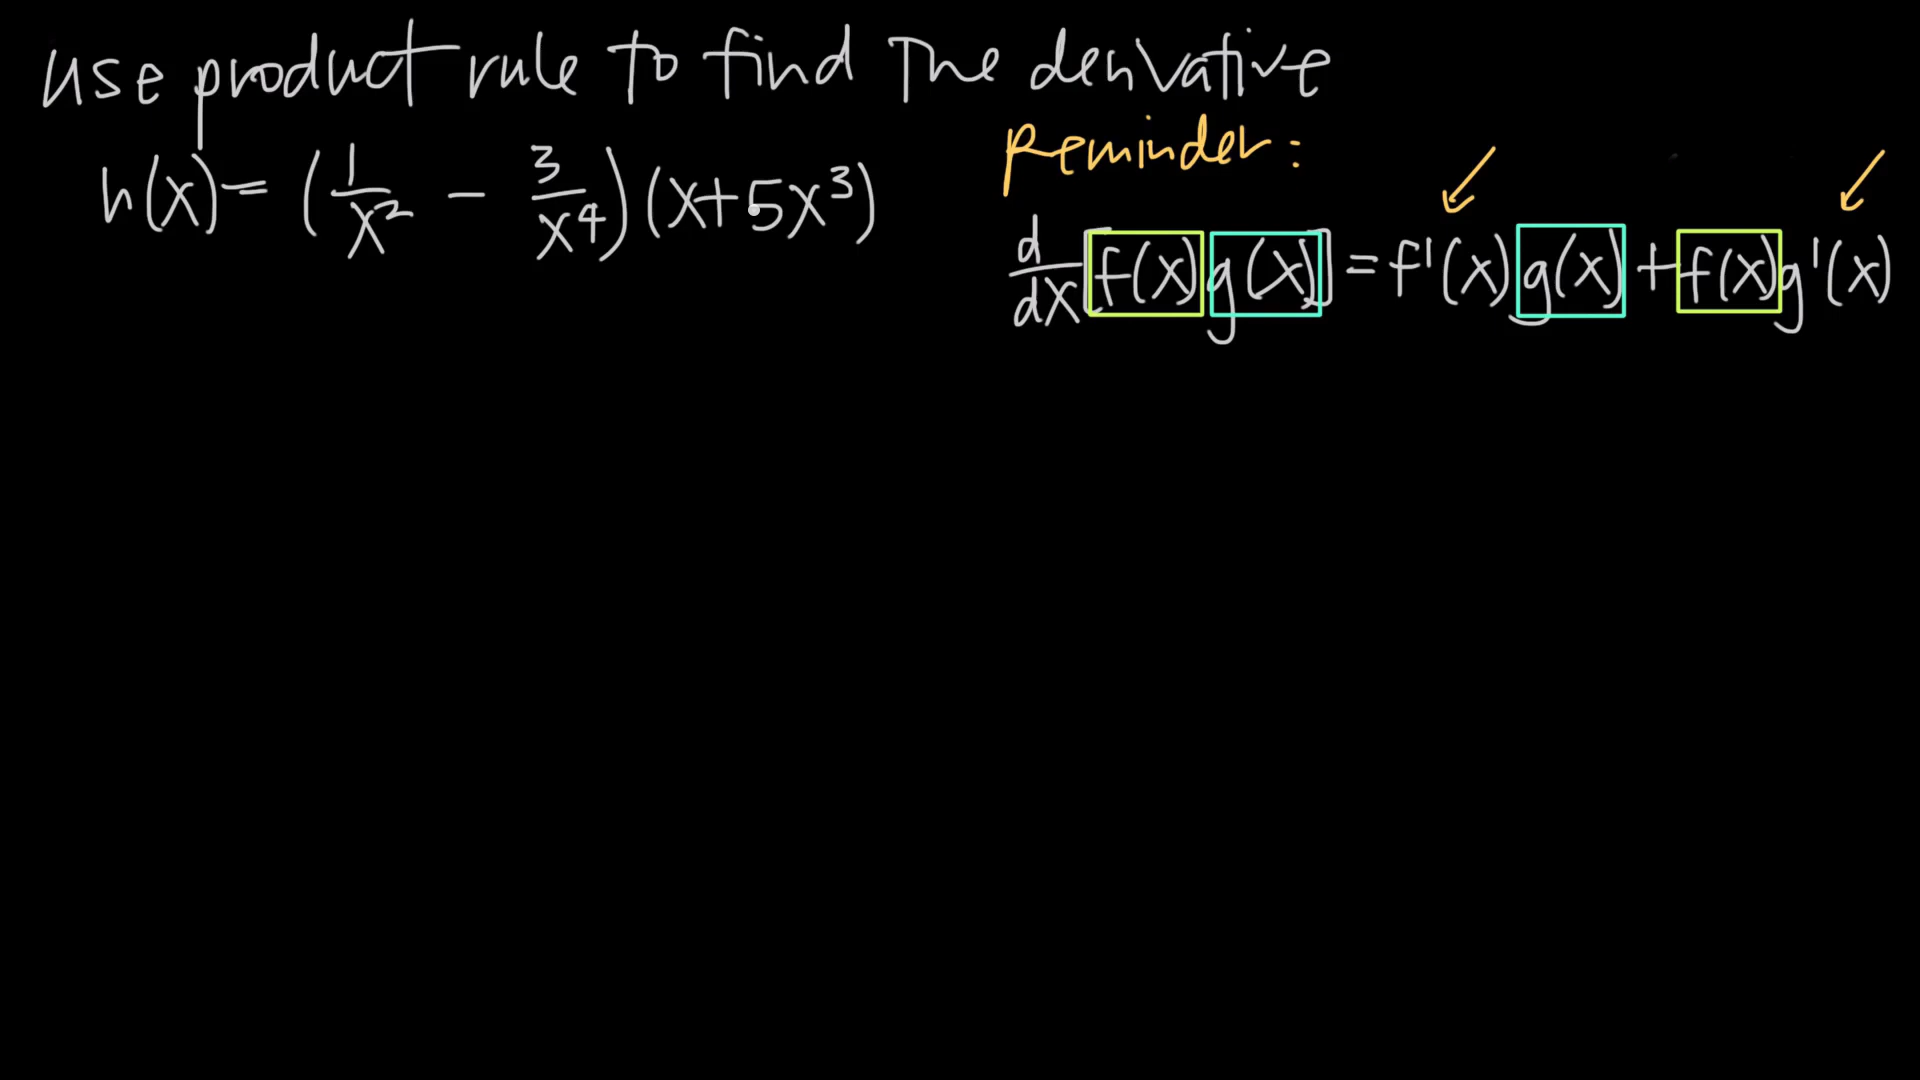 use product rule to find the derivative
h(x) = (1/x² - 3/x⁴)(x+5x³)
Reminder:
d/dx[f(x)g(x)] = f'(x)g(x) + f(x)g'(x)